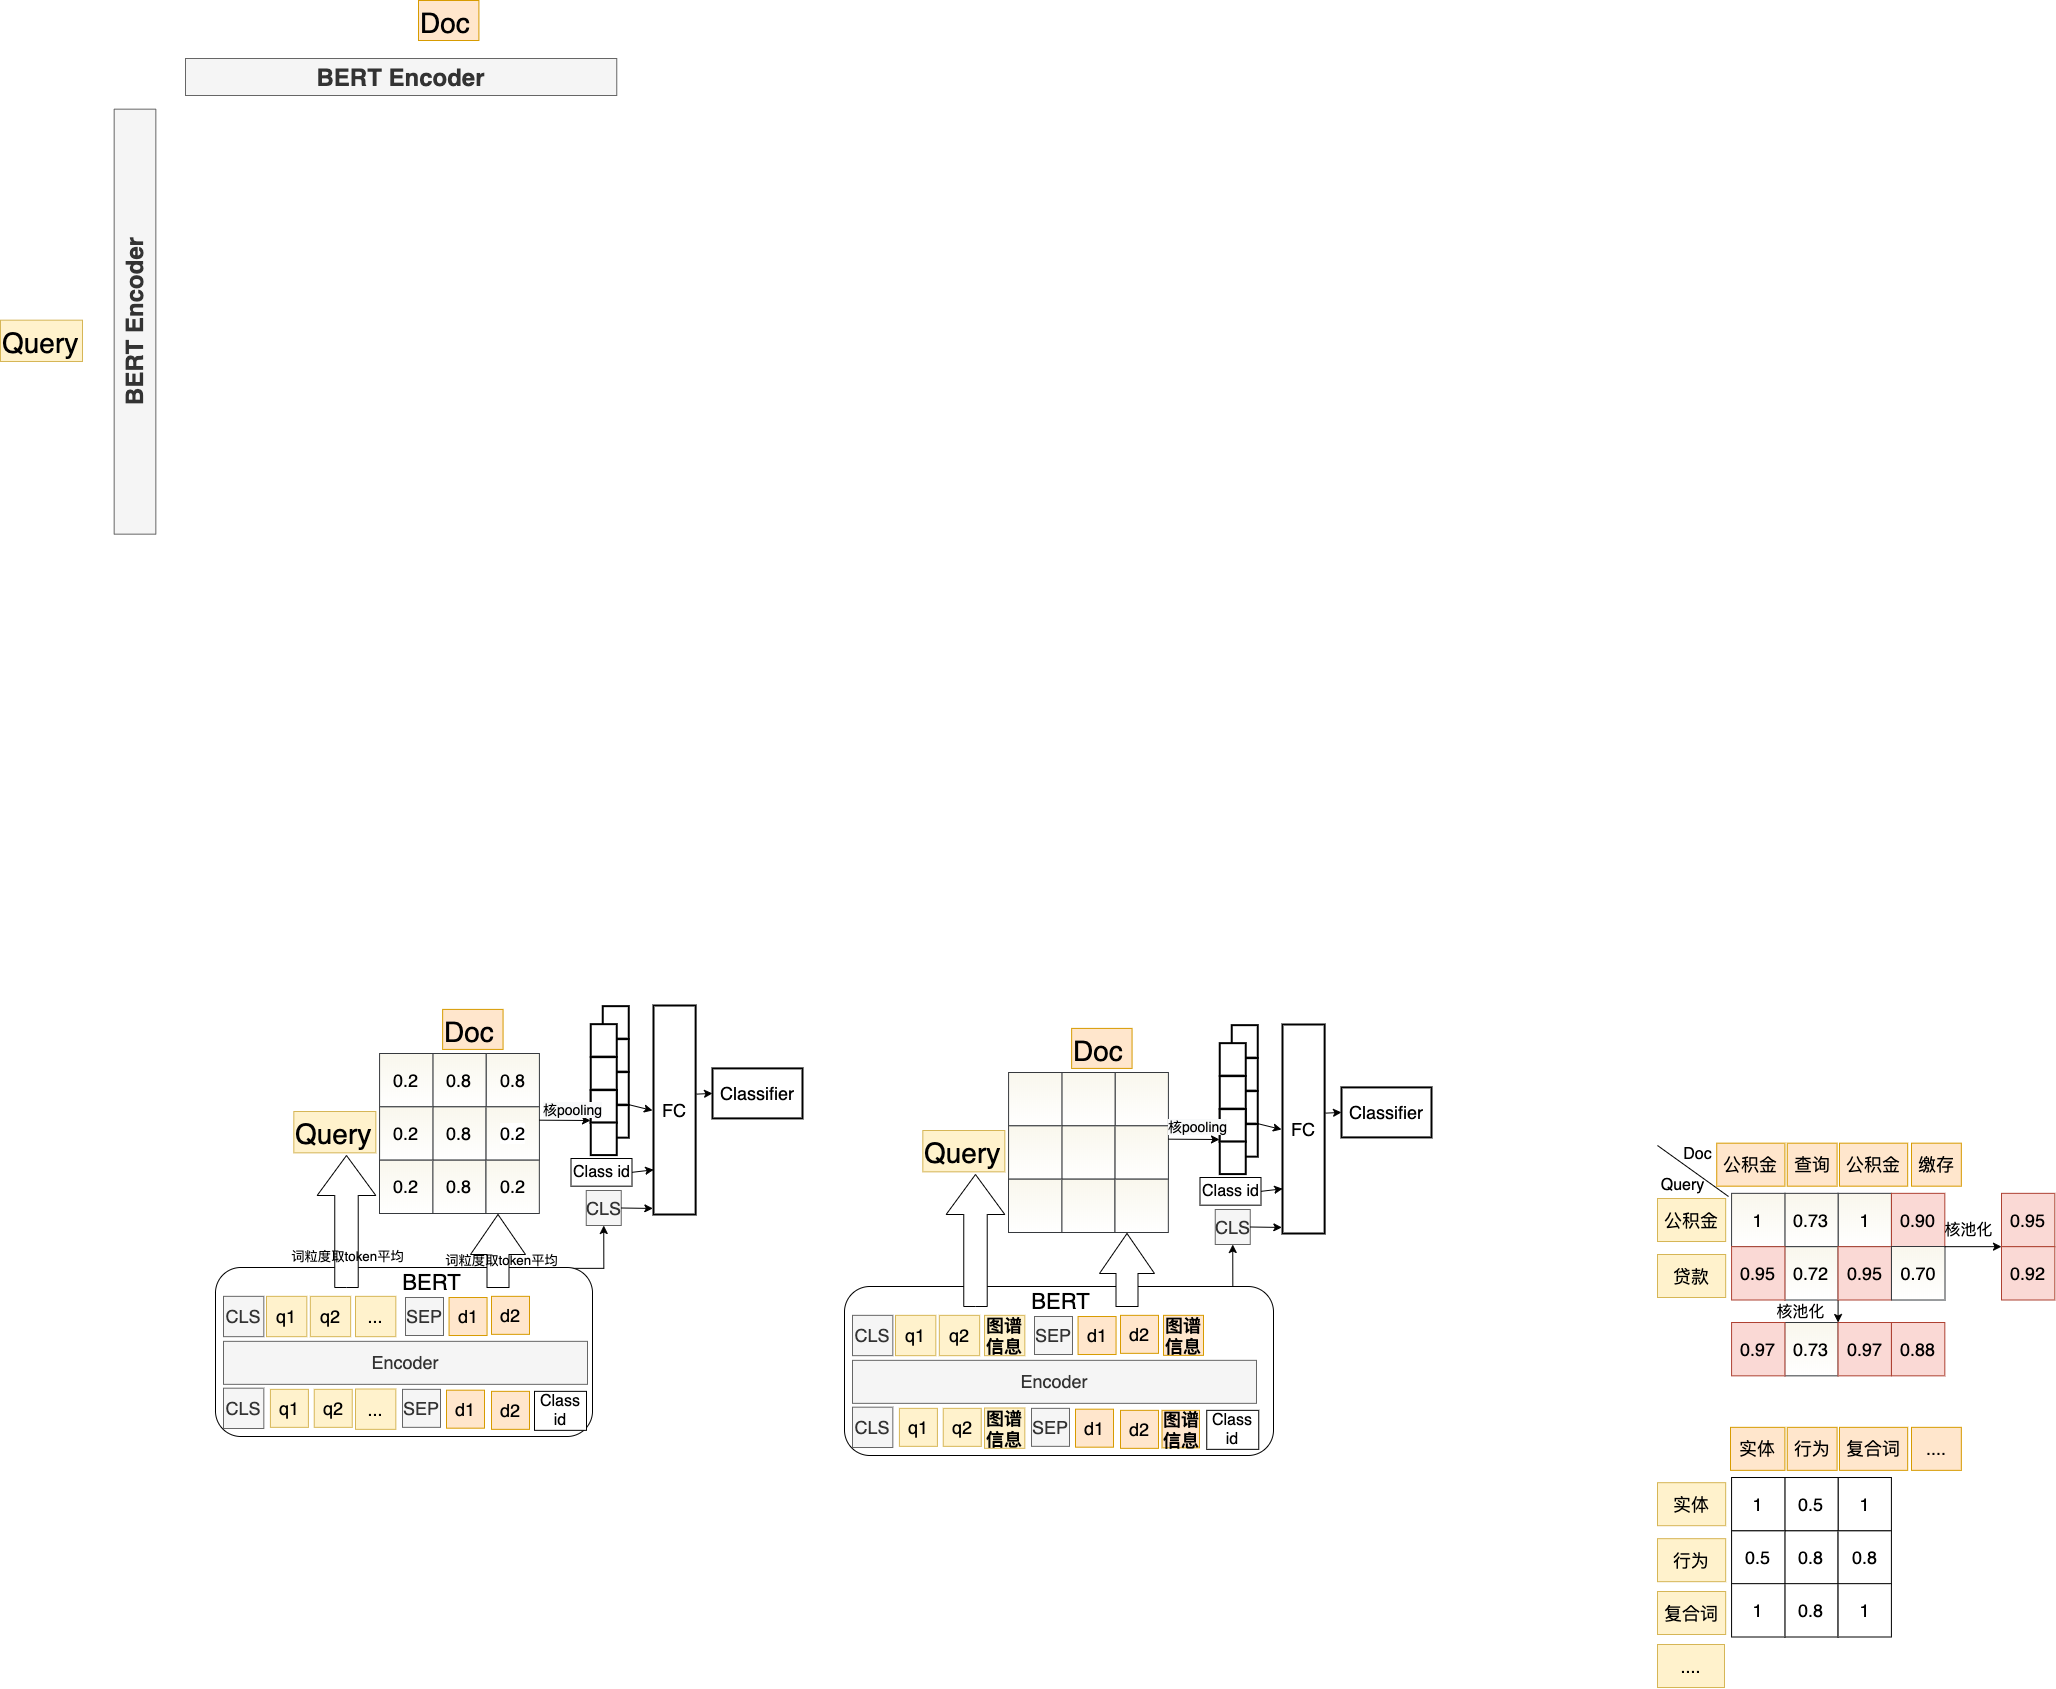 Doc
BERT Encoder
BERT Encoder
Query
Doc
0.2 0.8 0.8
0.2 0.8 0.2
0.2 0.8 0.2
Query
核pooling
FC
Classifier
Class id
CLS
词粒度取token平均
词粒度取token平均
BERT
CLS q1 q2 ... SEP d1 d2
Encoder
CLS q1 q2 ... SEP d1 d2 Class
id
Doc
Query
核pooling
FC
Classifier
Class id
CLS
BERT
CLS q1 q2 图谱 SEP d1 d2 图谱
信息 信息
Encoder
CLS q1 q2 图谱 SEP d1 d2 图谱 Class
信息 信息 id
Doc
Query
公积金 查询 公积金 缴存
公积金 1 0.73 1 0.90
核池化
0.95
贷款 0.95 0.72 0.95 0.70
0.92
核池化
0.97 0.73 0.97 0.88
实体 行为 复合词 ....
实体 1 0.5 1
行为 0.5 0.8 0.8
复合词 1 0.8 1
....